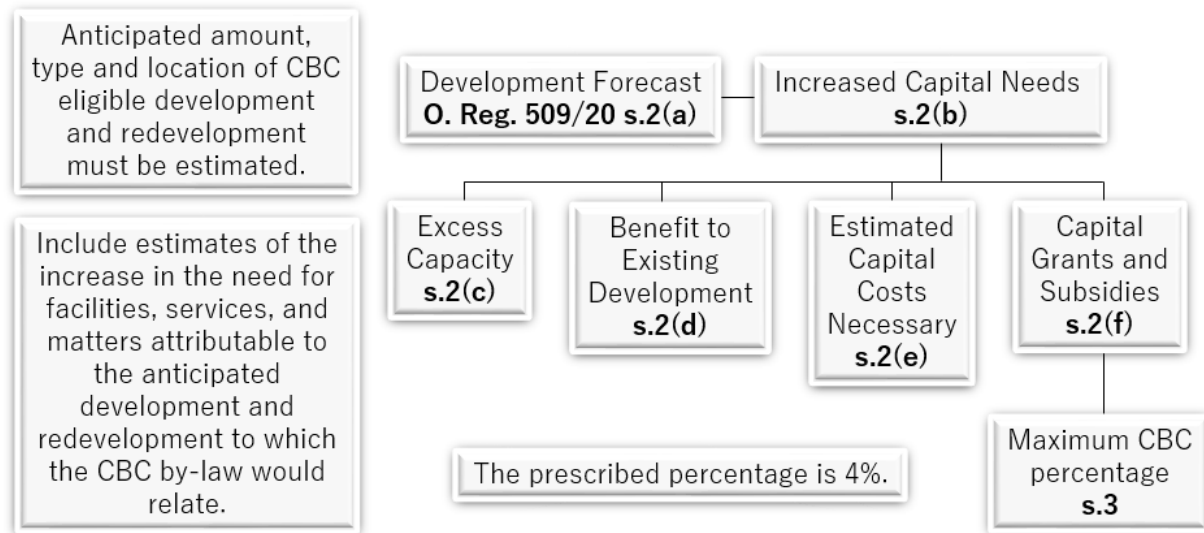 Anticipated amount,
type and location of CBC
eligible development
and redevelopment
must be estimated.
Include estimates of the
increase in the need for
facilities, services, and
matters attributable to
the anticipated
development and
redevelopment to which
the CBC by-law would
relate.
Development Forecast
O. Reg. 509/20 s.2(a)
Increased Capital Needs
s.2(b)
Excess
Capacity
s.2(c)
Benefit to
Existing
Development
s.2(d)
Estimated
Capital
Costs
Necessary
s.2(e)
Capital
Grants and
Subsidies
s.2(f)
Maximum CBC
percentage
s.3
The prescribed percentage is 4%.